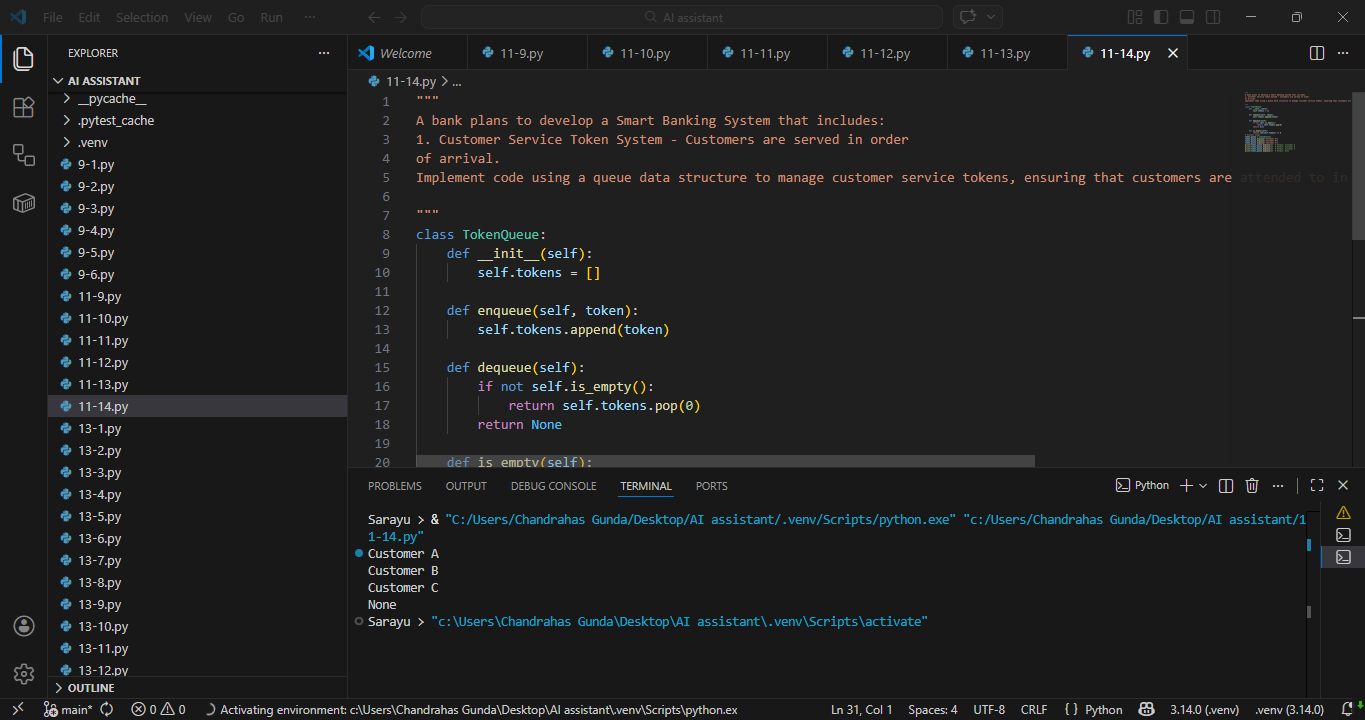 File Edit Selection View Go Run ··· AI assistant
EXPLORER ···
AI ASSISTANT
__pycache__
.pytest_cache
.venv
9-1.py
9-2.py
9-3.py
9-4.py
9-5.py
9-6.py
11-9.py
11-10.py
11-11.py
11-12.py
11-13.py
11-14.py
13-1.py
13-2.py
13-3.py
13-4.py
13-5.py
13-6.py
13-7.py
13-8.py
13-9.py
13-10.py
13-11.py
13-12.py
OUTLINE
Welcome 11-9.py 11-10.py 11-11.py 11-12.py 11-13.py 11-14.py
11-14.py > ...
1 """
2 A bank plans to develop a Smart Banking System that includes:
3 1. Customer Service Token System - Customers are served in order
4 of arrival.
5 Implement code using a queue data structure to manage customer service tokens, ensuring that customers are attended to in
6
7 """
8 class TokenQueue:
9 def __init__(self):
10 self.tokens = []
11
12 def enqueue(self, token):
13 self.tokens.append(token)
14
15 def dequeue(self):
16 if not self.is_empty():
17 return self.tokens.pop(0)
18 return None
19
20 def is_empty(self):
PROBLEMS OUTPUT DEBUG CONSOLE TERMINAL PORTS Python
Sarayu > & "C:/Users/Chandrahas Gunda/Desktop/AI assistant/.venv/Scripts/python.exe" "c:/Users/Chandrahas Gunda/Desktop/AI assistant/1
1-14.py"
Customer A
Customer B
Customer C
None
Sarayu > "c:\Users\Chandrahas Gunda\Desktop\AI assistant\.venv\Scripts\activate"
main* 0 0 Activating environment: c:\Users\Chandrahas Gunda\Desktop\AI assistant\.venv\Scripts\python.ex Ln 31, Col 1 Spaces: 4 UTF-8 CRLF { } Python 3.14.0 (.venv) .venv (3.14.0)